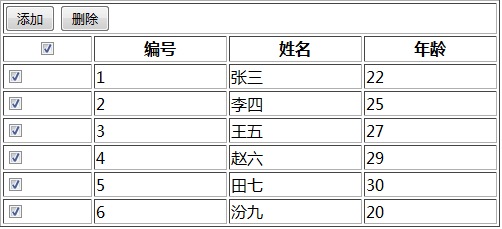 添加 删除
编号 姓名 年龄
1 张三 22
2 李四 25
3 王五 27
4 赵六 29
5 田七 30
6 汾九 20